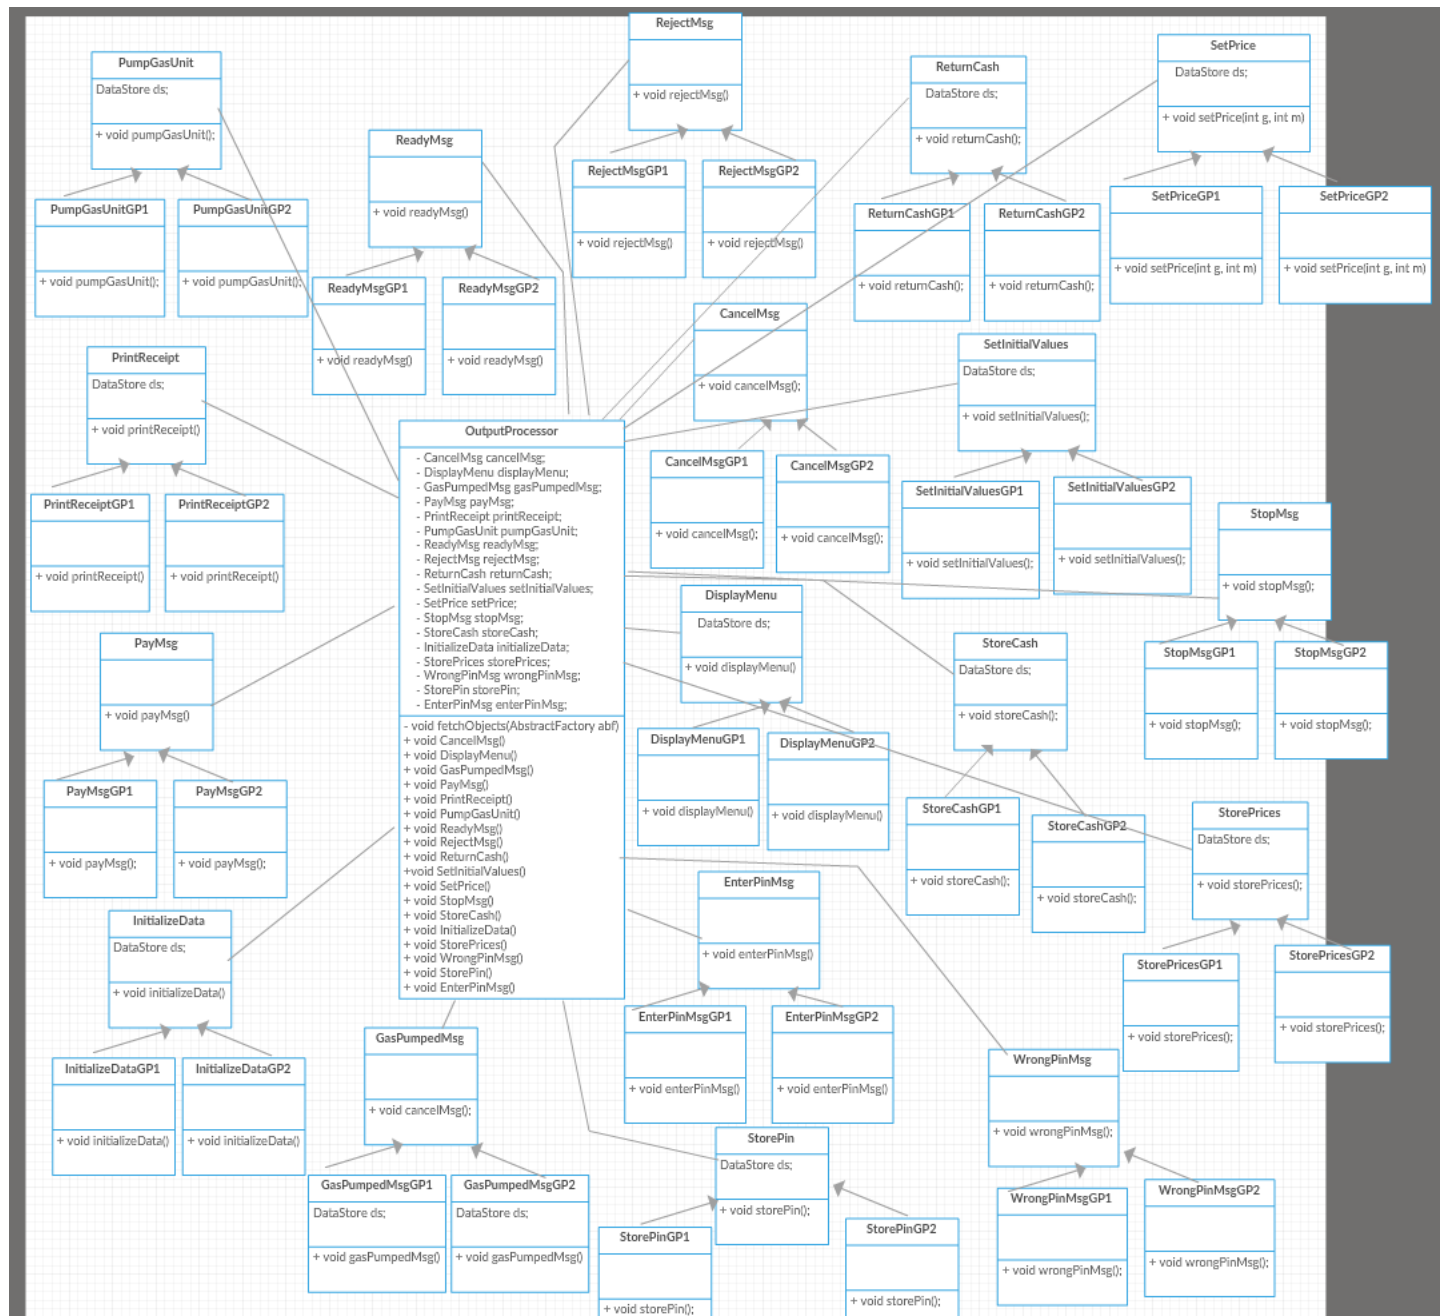 RejectMsg
+ void rejectMsg()
RejectMsgGP1
+ void rejectMsg()
RejectMsgGP2
+ void rejectMsg()
PumpGasUnit
DataStore ds;
+ void pumpGasUnit();
PumpGasUnitGP1
+ void pumpGasUnit();
PumpGasUnitGP2
+ void pumpGasUnit();
ReadyMsg
+ void readyMsg()
ReadyMsgGP1
+ void readyMsg()
ReadyMsgGP2
+ void readyMsg()
ReturnCash
DataStore ds;
+ void returnCash();
ReturnCashGP1
+ void returnCash();
ReturnCashGP2
+ void returnCash();
SetPrice
DataStore ds;
+ void setPrice(int g, int m)
SetPriceGP1
+ void setPrice(int g, int m)
SetPriceGP2
+ void setPrice(int g, int m)
CancelMsg
+ void cancelMsg();
CancelMsgGP1
+ void cancelMsg();
CancelMsgGP2
+ void cancelMsg();
SetInitialValues
DataStore ds;
+ void setInitialValues();
SetInitialValuesGP1
+ void setInitialValues();
SetInitialValuesGP2
+ void setInitialValues();
PrintReceipt
DataStore ds;
+ void printReceipt()
PrintReceiptGP1
+ void printReceipt()
PrintReceiptGP2
+ void printReceipt()
OutputProcessor
- CancelMsg cancelMsg;
- DisplayMenu displayMenu;
- GasPumpedMsg gasPumpedMsg;
- PayMsg payMsg;
- PrintReceipt printReceipt;
- PumpGasUnit pumpGasUnit;
- ReadyMsg readyMsg;
- RejectMsg rejectMsg;
- ReturnCash returnCash;
- SetInitialValues setInitialValues;
- SetPrice setPrice;
- StopMsg stopMsg;
- StoreCash storeCash;
- InitializeData initializeData;
- StorePrices storePrices;
- WrongPinMsg wrongPinMsg;
- StorePin storePin;
- EnterPinMsg enterPinMsg;
- void fetchObjects(AbstractFactory abf)
+ void CancelMsg()
+ void DisplayMenu()
+ void GasPumpedMsg()
+ void PayMsg()
+ void PrintReceipt()
+ void PumpGasUnit()
+ void ReadyMsg()
+ void RejectMsg()
+ void ReturnCash()
+void SetInitialValues()
+ void SetPrice()
+ void StopMsg()
+ void StoreCash()
+ void InitializeData()
+ void StorePrices()
+ void WrongPinMsg()
+ void StorePin()
+ void EnterPinMsg()
StopMsg
+ void stopMsg();
StopMsgGP1
+ void stopMsg();
StopMsgGP2
+ void stopMsg();
DisplayMenu
DataStore ds;
+ void displayMenu()
DisplayMenuGP1
+ void displayMenu()
DisplayMenuGP2
+ void displayMenu()
StoreCash
DataStore ds;
+ void storeCash();
StoreCashGP1
+ void storeCash();
StoreCashGP2
+ void storeCash();
PayMsg
+ void payMsg()
PayMsgGP1
+ void payMsg();
PayMsgGP2
+ void payMsg();
StorePrices
DataStore ds;
+ void storePrices();
StorePricesGP1
+ void storePrices();
StorePricesGP2
+ void storePrices();
EnterPinMsg
+ void enterPinMsg()
EnterPinMsgGP1
+ void enterPinMsg()
EnterPinMsgGP2
+ void enterPinMsg()
InitializeData
DataStore ds;
+ void initializeData()
InitializeDataGP1
+ void initializeData()
InitializeDataGP2
+ void initializeData()
GasPumpedMsg
+ void cancelMsg();
GasPumpedMsgGP1
DataStore ds;
+ void gasPumpedMsg()
GasPumpedMsgGP2
DataStore ds;
+ void gasPumpedMsg()
WrongPinMsg
+ void wrongPinMsg();
WrongPinMsgGP1
+ void wrongPinMsg();
WrongPinMsgGP2
+ void wrongPinMsg();
StorePin
DataStore ds;
+ void storePin();
StorePinGP1
+ void storePin();
StorePinGP2
+ void storePin();